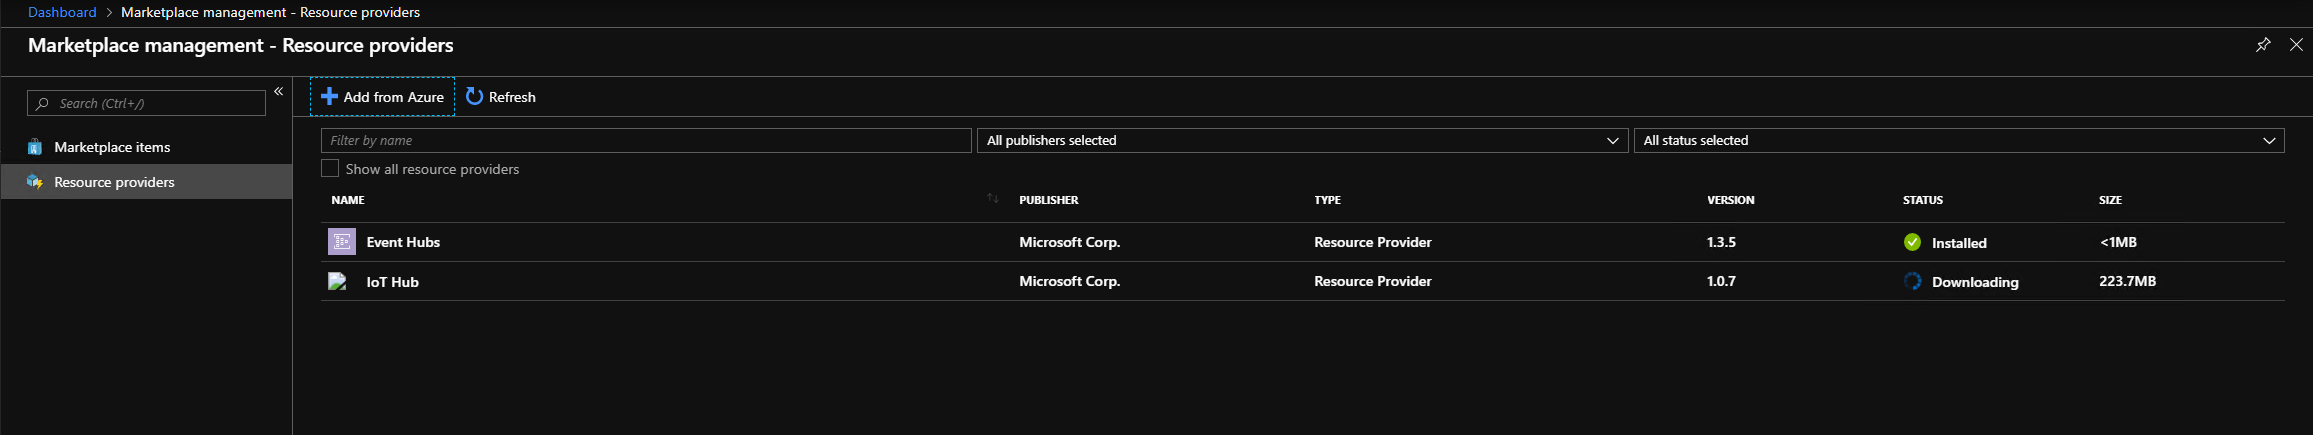 Dashboard > Marketplace management - Resource providers
Marketplace management - Resource providers
Search (Ctrl+/)
«
Marketplace items
Resource providers
Add from Azure Refresh
Filter by name All publishers selected All status selected
Show all resource providers
NAME PUBLISHER TYPE VERSION STATUS SIZE
Event Hubs Microsoft Corp. Resource Provider 1.3.5 Installed <1MB
IoT Hub Microsoft Corp. Resource Provider 1.0.7 Downloading 223.7MB